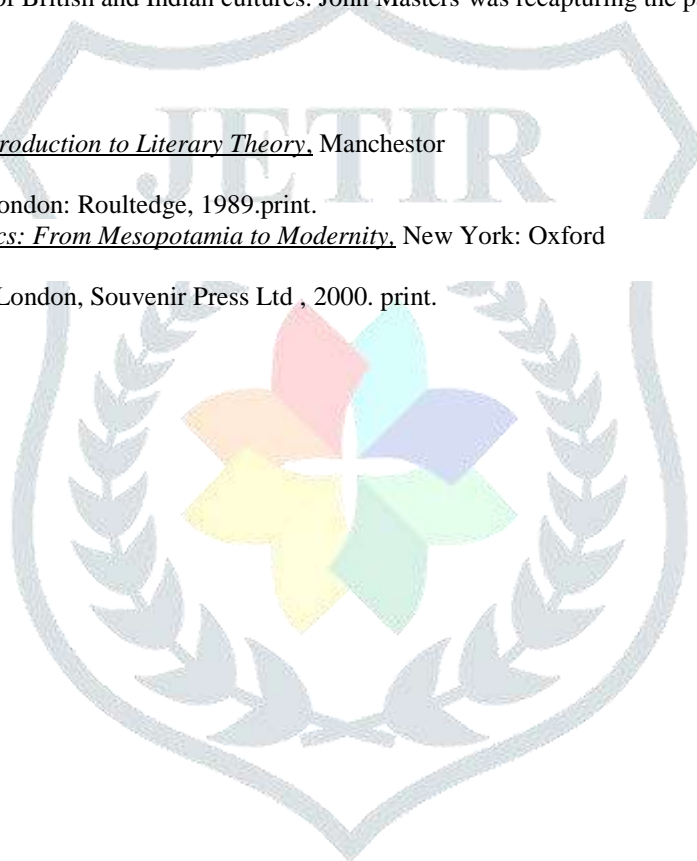 of British and Indian cultures. John Masters was recapturing the p
JETIR
roduction to Literary Theory, Manchestor
ondon: Roultedge, 1989.print.
cs: From Mesopotamia to Modernity, New York: Oxford
London, Souvenir Press Ltd , 2000. print.